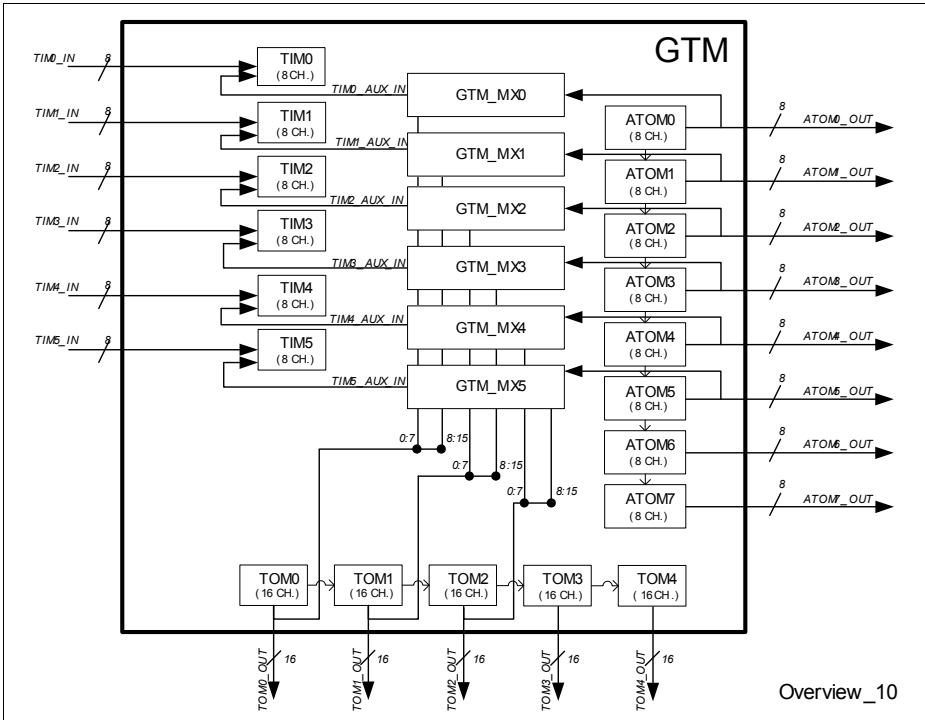 GTM
TIM0_IN
8
TIM0
(8 CH.)
TIM0_AUX_IN
GTM_MX0
ATOM0
(8 CH.)
8
ATOM0_OUT
TIM1_IN
8
TIM1
(8 CH.)
TIM1_AUX_IN
GTM_MX1
ATOM1
(8 CH.)
8
ATOM1_OUT
TIM2_IN
8
TIM2
(8 CH.)
TIM2_AUX_IN
GTM_MX2
ATOM2
(8 CH.)
8
ATOM2_OUT
TIM3_IN
8
TIM3
(8 CH.)
TIM3_AUX_IN
GTM_MX3
ATOM3
(8 CH.)
8
ATOM3_OUT
TIM4_IN
8
TIM4
(8 CH.)
TIM4_AUX_IN
GTM_MX4
ATOM4
(8 CH.)
8
ATOM4_OUT
TIM5_IN
8
TIM5
(8 CH.)
TIM5_AUX_IN
GTM_MX5
ATOM5
(8 CH.)
8
ATOM5_OUT
0:7
8:15
ATOM6
(8 CH.)
8
ATOM6_OUT
0:7
8:15
0:7
8:15
ATOM7
(8 CH.)
8
ATOM7_OUT
TOM0
(16 CH.)
TOM1
(16 CH.)
TOM2
(16 CH.)
TOM3
(16 CH.)
TOM4
(16 CH.)
TOM0_OUT
16
TOM1_OUT
16
TOM2_OUT
16
TOM3_OUT
16
TOM4_OUT
16
Overview_10